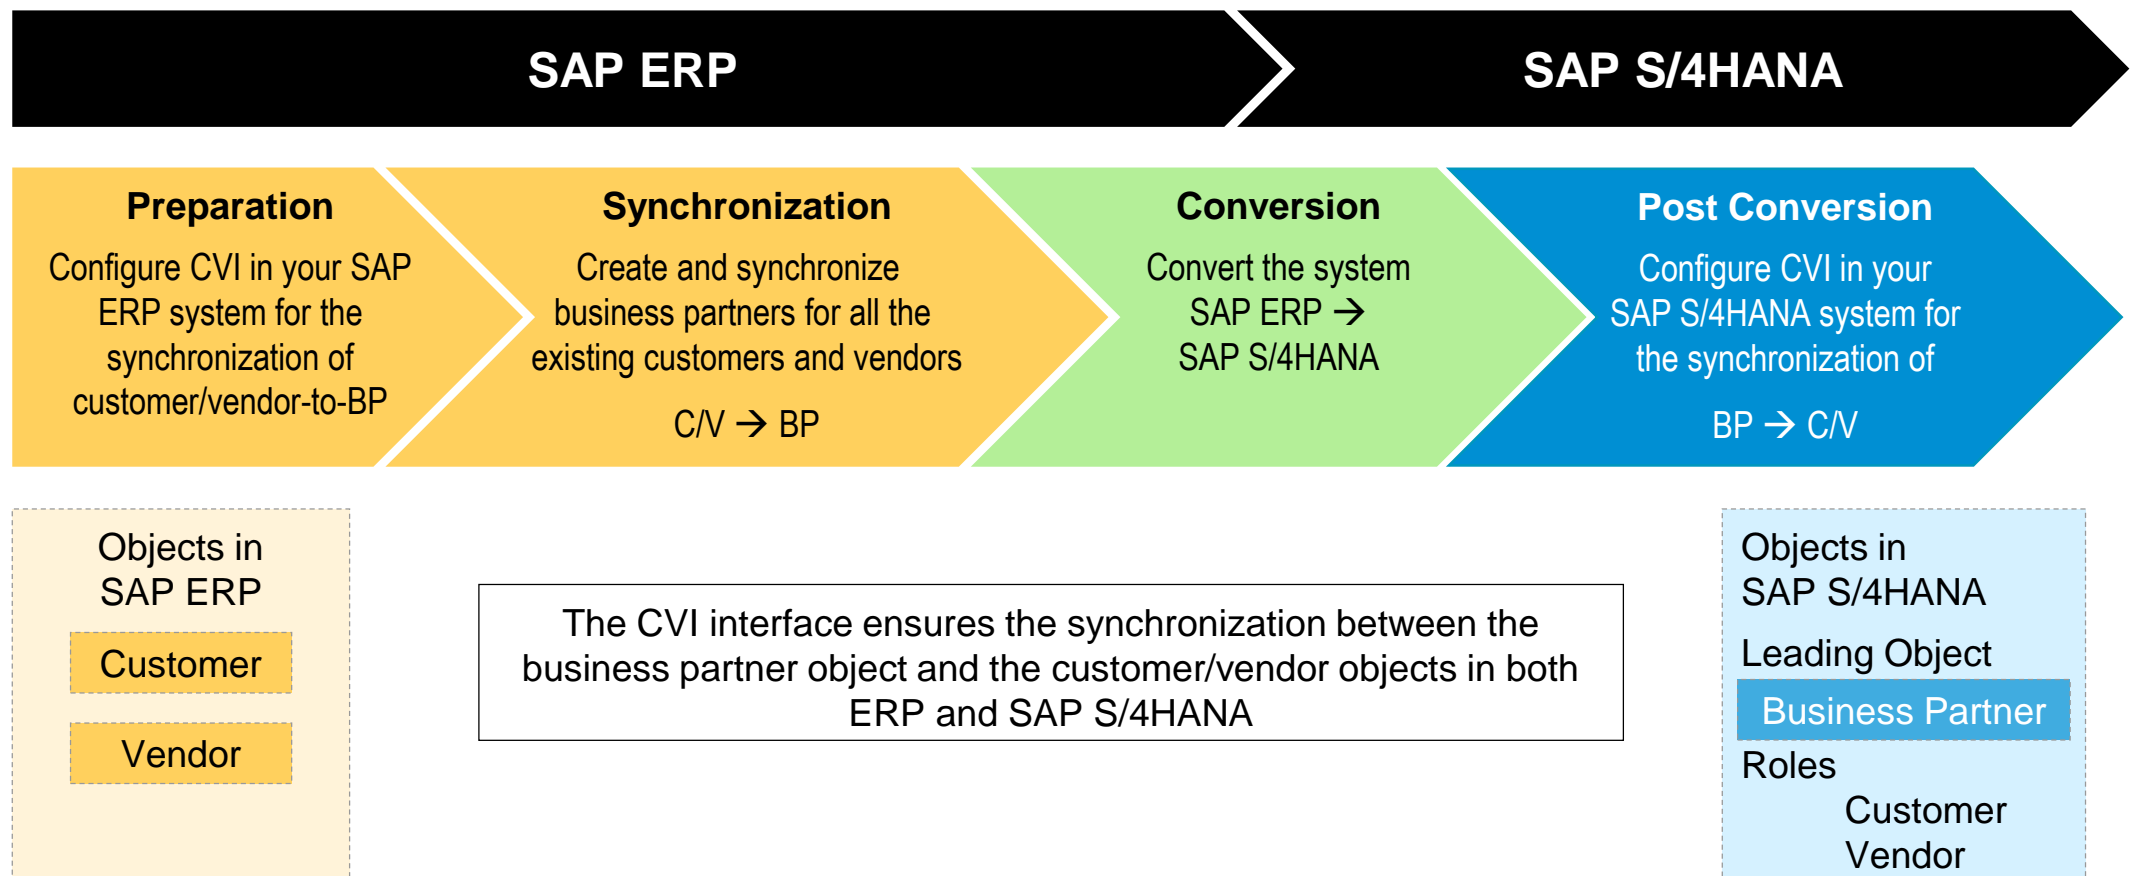 SAP ERP
SAP S/4HANA
Preparation
Configure CVI in your SAP
ERP system for the
synchronization of
customer/vendor-to-BP
Synchronization
Create and synchronize
business partners for all the
existing customers and vendors
C/V → BP
Conversion
Convert the system
SAP ERP →
SAP S/4HANA
Post Conversion
Configure CVI in your
SAP S/4HANA system for
the synchronization of
BP → C/V
Objects in
SAP ERP
Customer
Vendor
The CVI interface ensures the synchronization between the
business partner object and the customer/vendor objects in both
ERP and SAP S/4HANA
Objects in
SAP S/4HANA
Leading Object
Business Partner
Roles
Customer
Vendor